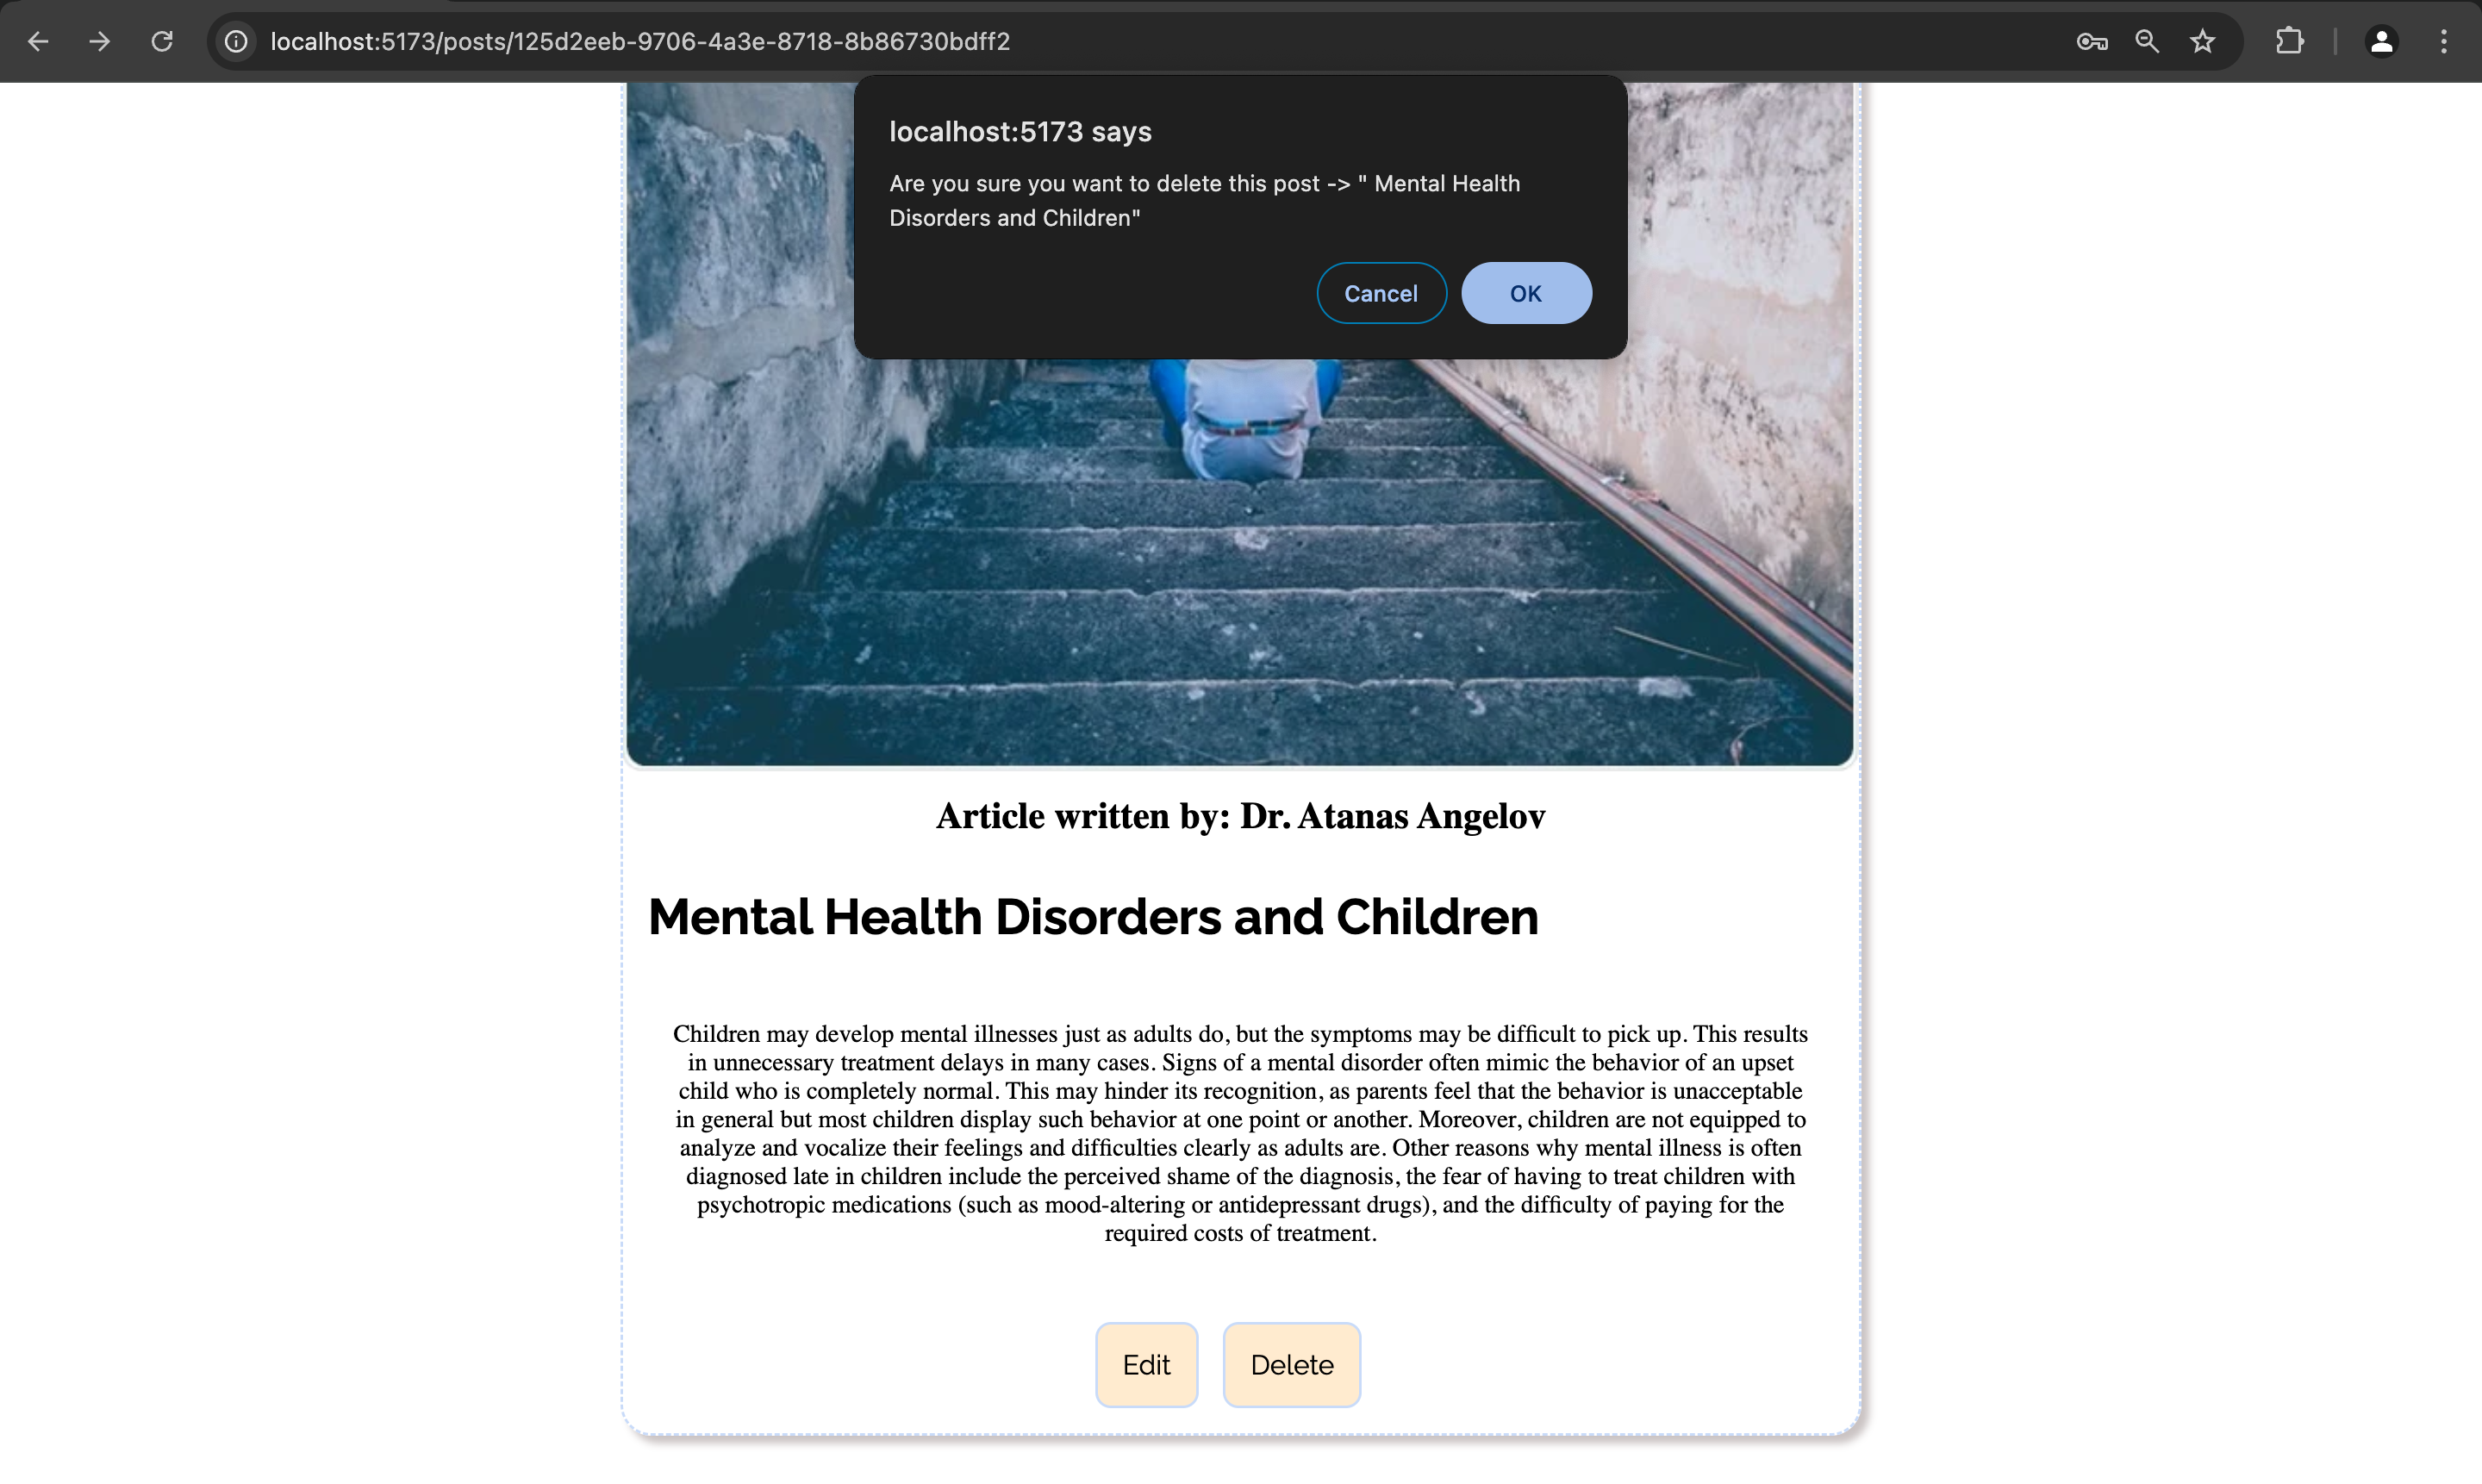 localhost:5173/posts/125d2eeb-9706-4a3e-8718-8b86730bdff2
localhost:5173 says
Are you sure you want to delete this post -> " Mental Health
Disorders and Children"
Cancel
OK
Article written by: Dr. Atanas Angelov
Mental Health Disorders and Children
Children may develop mental illnesses just as adults do, but the symptoms may be difficult to pick up. This results
in unnecessary treatment delays in many cases. Signs of a mental disorder often mimic the behavior of an upset
child who is completely normal. This may hinder its recognition, as parents feel that the behavior is unacceptable
in general but most children display such behavior at one point or another. Moreover, children are not equipped to
analyze and vocalize their feelings and difficulties clearly as adults are. Other reasons why mental illness is often
diagnosed late in children include the perceived shame of the diagnosis, the fear of having to treat children with
psychotropic medications (such as mood-altering or antidepressant drugs), and the difficulty of paying for the
required costs of treatment.
Edit
Delete